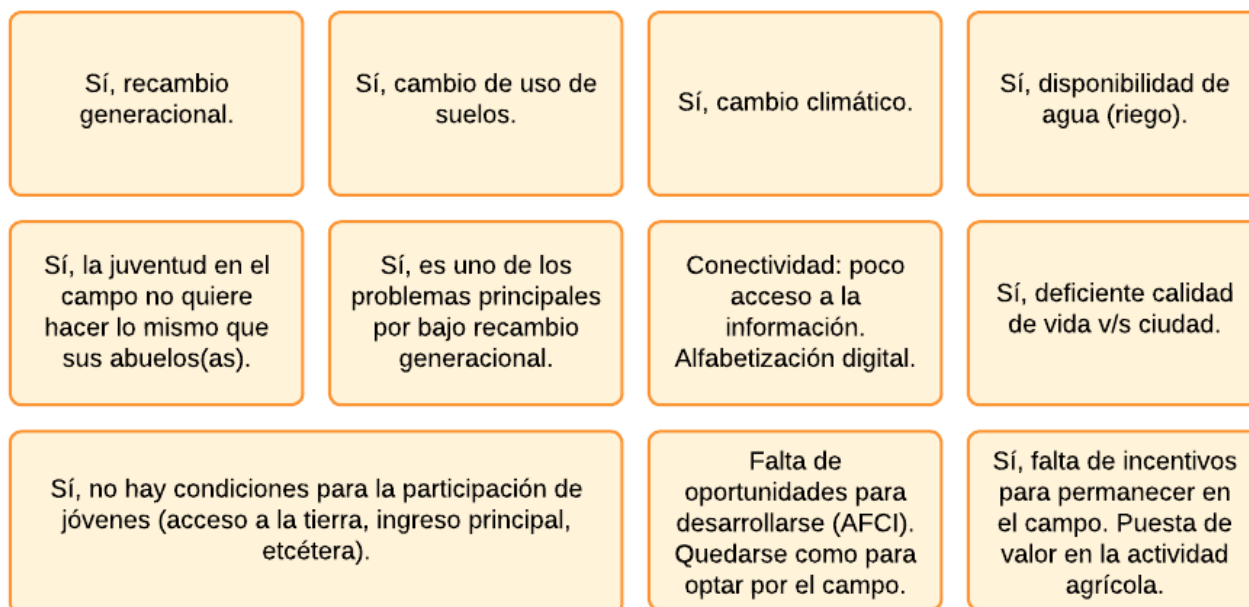 Sí, recambio
generacional.
Sí, cambio de uso de
suelos.
Sí, cambio climático.
Sí, disponibilidad de
agua (riego).
Sí, la juventud en el
campo no quiere
hacer lo mismo que
sus abuelos(as).
Sí, es uno de los
problemas principales
por bajo recambio
generacional.
Conectividad: poco
acceso a la
información.
Alfabetización digital.
Sí, deficiente calidad
de vida v/s ciudad.
Sí, no hay condiciones para la participación de
jóvenes (acceso a la tierra, ingreso principal,
etcétera).
Falta de
oportunidades para
desarrollarse (AFCI).
Quedarse como para
optar por el campo.
Sí, falta de incentivos
para permanecer en
el campo. Puesta de
valor en la actividad
agrícola.